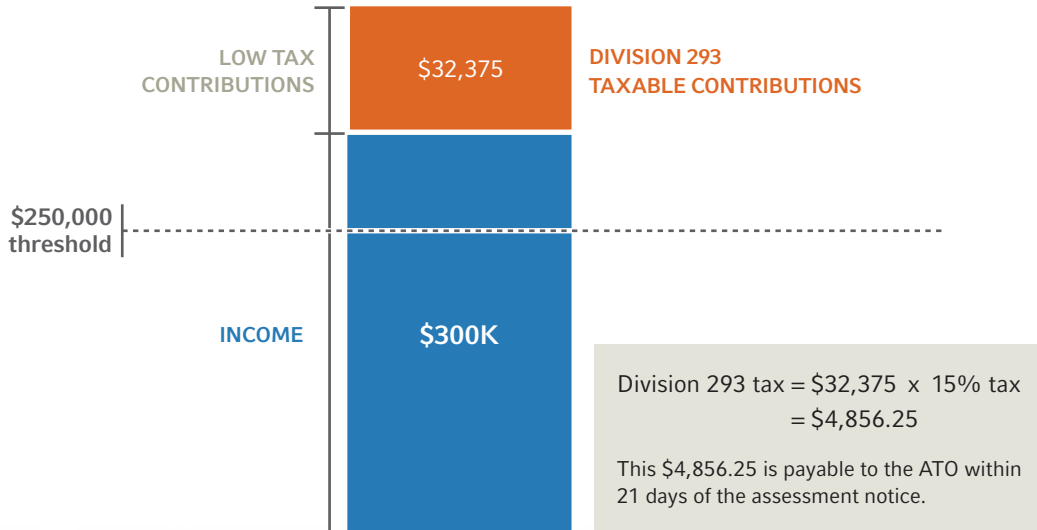 LOW TAX
CONTRIBUTIONS
$32,375
DIVISION 293
TAXABLE CONTRIBUTIONS
$250,000
threshold
INCOME
$300K
Division 293 tax = $32,375 x 15% tax
= $4,856.25
This $4,856.25 is payable to the ATO within
21 days of the assessment notice.